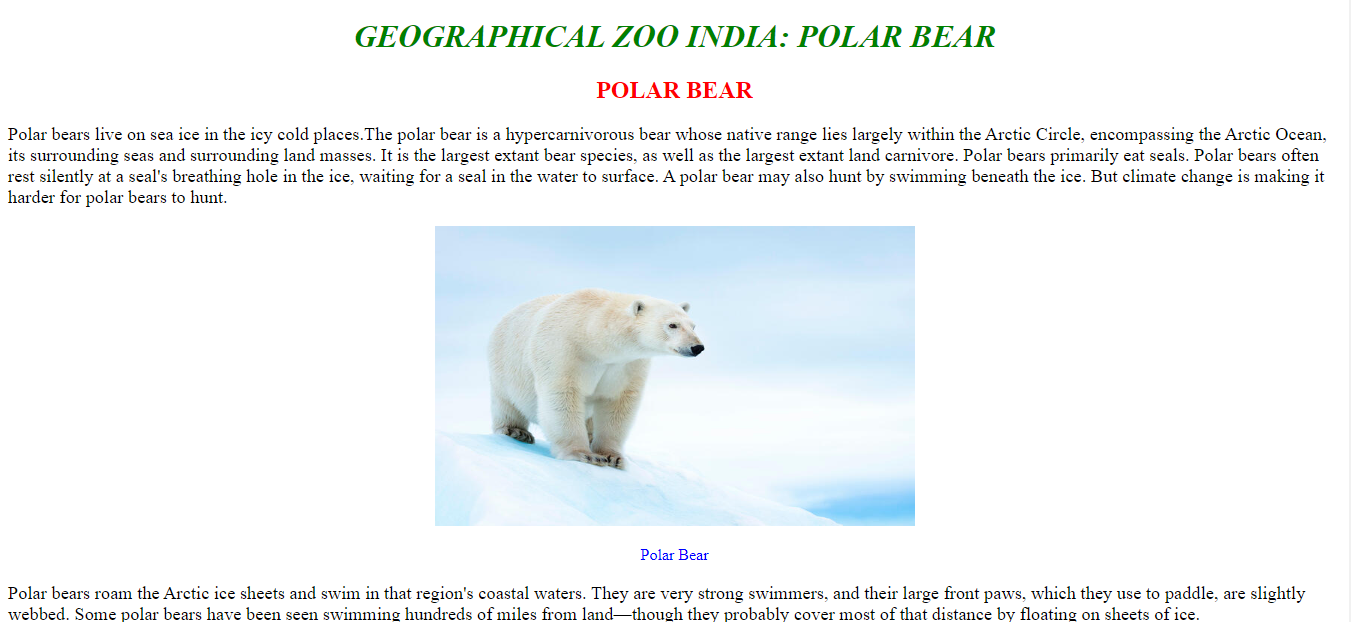 GEOGRAPHICAL ZOO INDIA: POLAR BEAR
POLAR BEAR
Polar bears live on sea ice in the icy cold places.The polar bear is a hypercarnivorous bear whose native range lies largely within the Arctic Circle, encompassing the Arctic Ocean,
its surrounding seas and surrounding land masses. It is the largest extant bear species, as well as the largest extant land carnivore. Polar bears primarily eat seals. Polar bears often
rest silently at a seal's breathing hole in the ice, waiting for a seal in the water to surface. A polar bear may also hunt by swimming beneath the ice. But climate change is making it
harder for polar bears to hunt.
Polar Bear
Polar bears roam the Arctic ice sheets and swim in that region's coastal waters. They are very strong swimmers, and their large front paws, which they use to paddle, are slightly
webbed. Some polar bears have been seen swimming hundreds of miles from land—though they probably cover most of that distance by floating on sheets of ice.